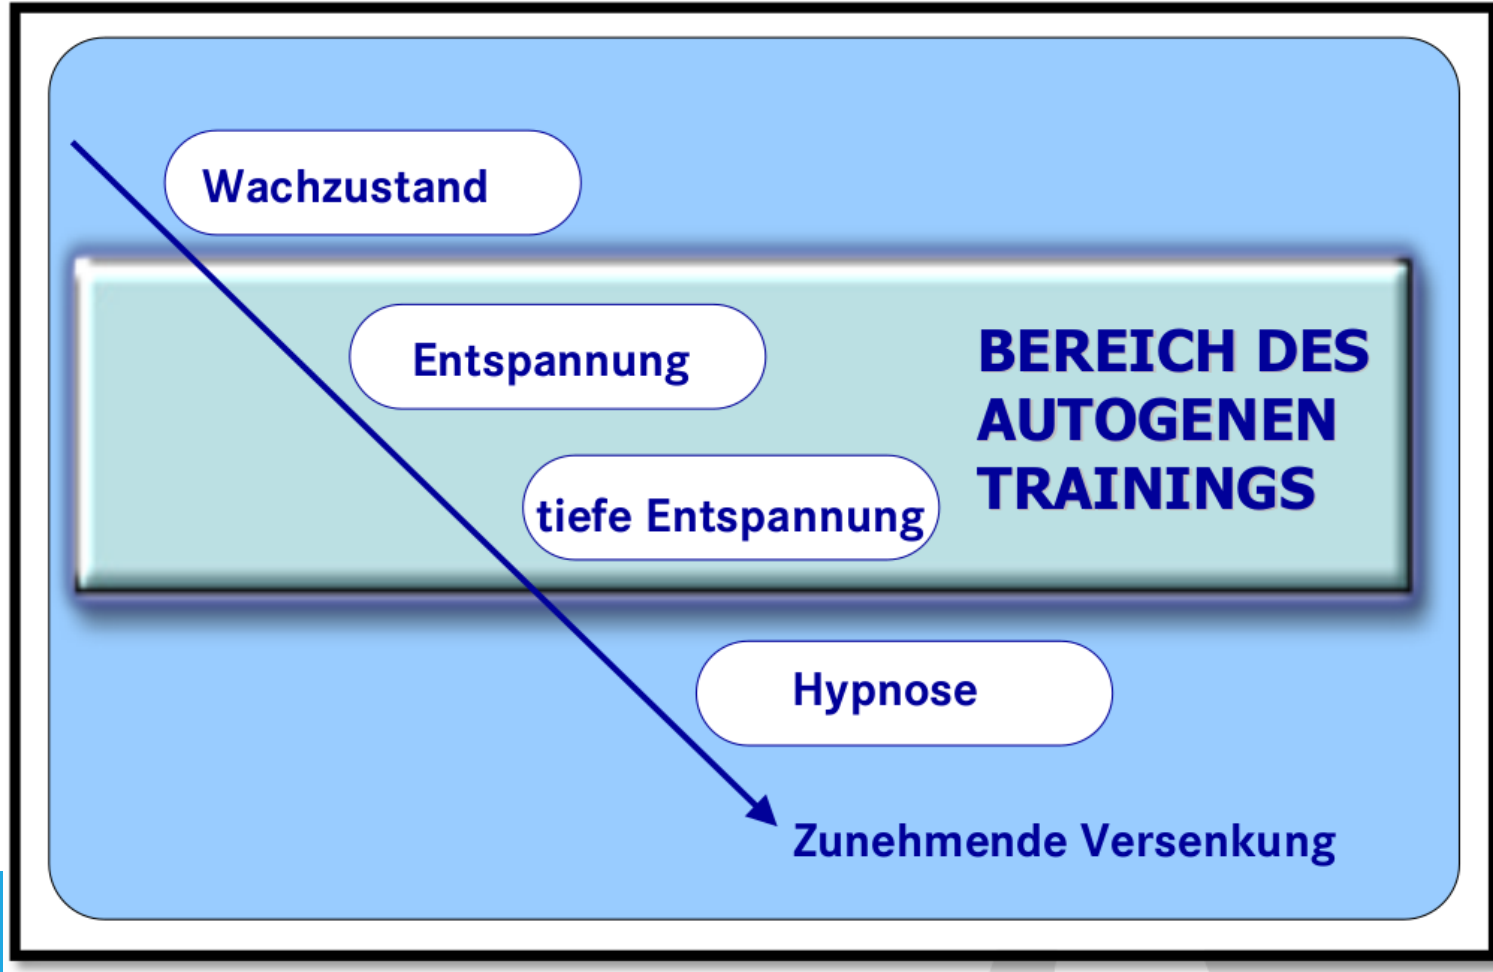 Wachzustand
Entspannung
BEREICH DES
AUTOGENEN
TRAININGS
tiefe Entspannung
Hypnose
Zunehmende Versenkung